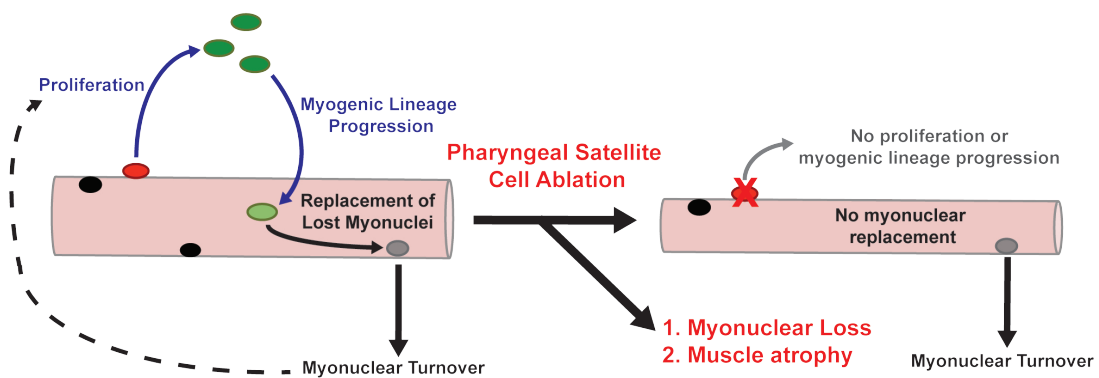 Proliferation
Myogenic Lineage
Progression
Replacement of
Lost Myonuclei
Myonuclear Turnover
Pharyngeal Satellite
Cell Ablation
1. Myonuclear Loss
2. Muscle atrophy
No proliferation or
myogenic lineage progression
No myonuclear
replacement
Myonuclear Turnover